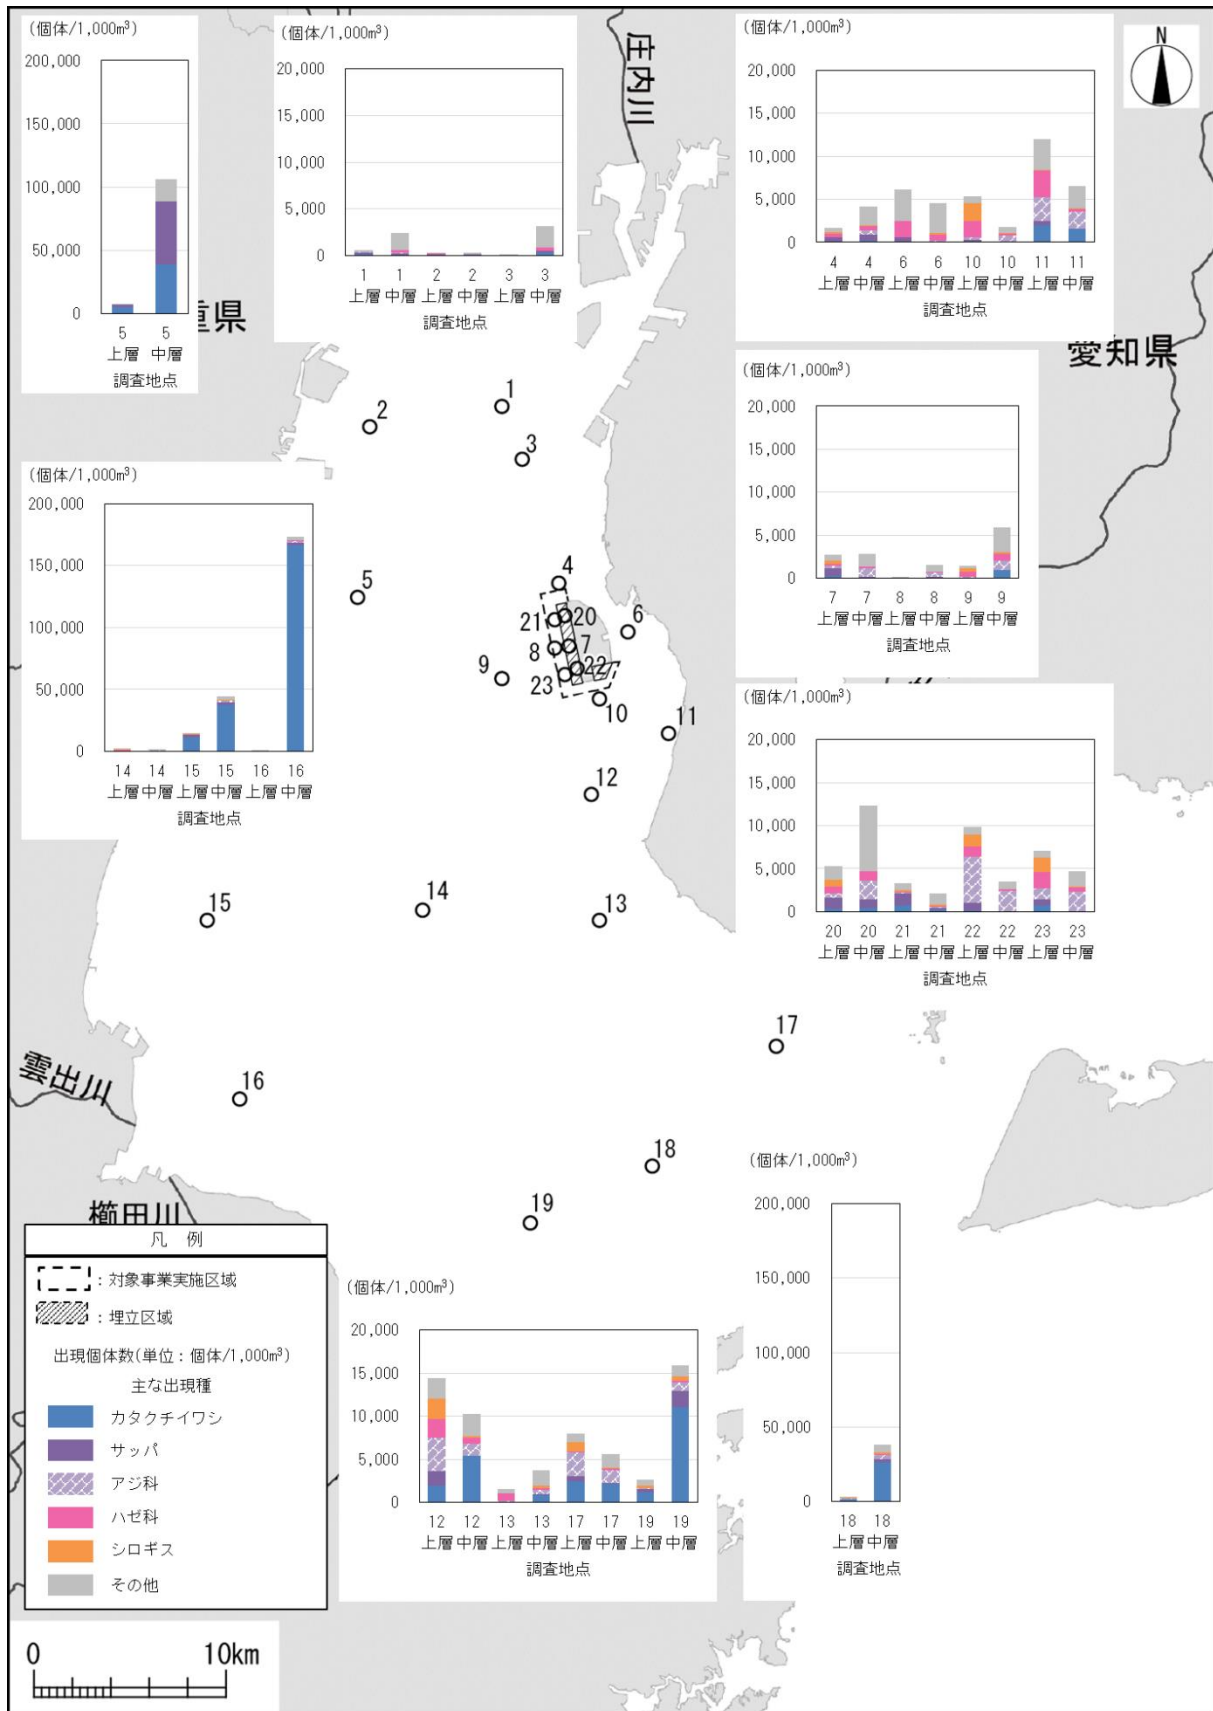 (個体/1,000m³)
200,000
150,000
100,000
50,000
0
5
5
上層
中層
調査地点
重県
(個体/1,000m³)
20,000
15,000
10,000
5,000
0
1 1 2 2 3 3
上層 中層 上層 中層 上層 中層
調査地点
庄内川
(個体/1,000m³)
20,000
15,000
10,000
5,000
0
4 4 6 6 10 10 11 11
上層 中層 上層 中層 上層 中層 上層 中層
調査地点
N
愛知県
(個体/1,000m³)
20,000
15,000
10,000
5,000
0
7 7 8 8 9 9
上層 中層 上層 中層 上層 中層
調査地点
1
2
3
(個体/1,000m³)
200,000
150,000
100,000
50,000
0
14 14 15 15 16 16
上層 中層 上層 中層 上層 中層
調査地点
4
5
20
21
6
7
8
9
22
23
10
11
12
(個体/1,000m³)
20,000
15,000
10,000
5,000
0
20 20 21 21 22 22 23 23
上層 中層 上層 中層 上層 中層 上層 中層
調査地点
14
15
13
17
雲出川
16
18
19
櫛田川
(個体/1,000m³)
200,000
150,000
100,000
50,000
0
18 18
上層 中層
調査地点
凡 例
:対象事業実施区域
:埋立区域
出現個体数(単位:個体/1,000m³)
主な出現種
カタクチイワシ
サッパ
アジ科
ハゼ科
シロギス
その他
(個体/1,000m³)
20,000
15,000
10,000
5,000
0
12 12 13 13 17 17 19 19
上層 中層 上層 中層 上層 中層 上層 中層
調査地点
0 10km